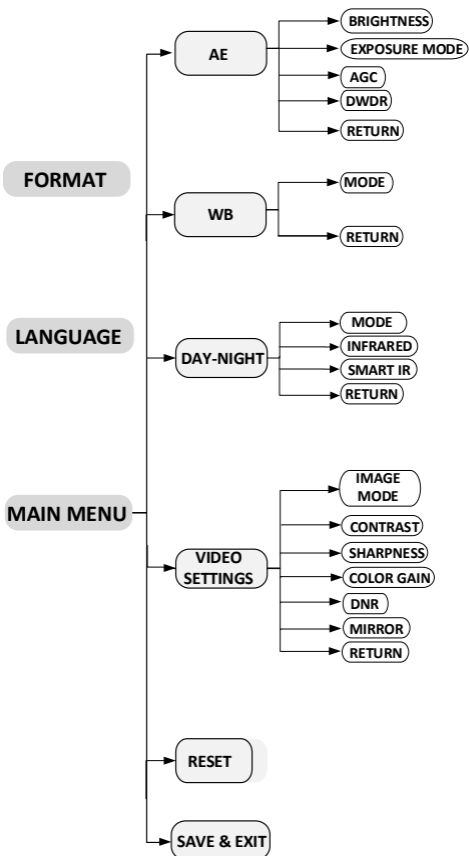 FORMAT
LANGUAGE
MAIN MENU
AE
BRIGHTNESS
EXPOSURE MODE
AGC
DWDR
RETURN
WB
MODE
RETURN
DAY-NIGHT
MODE
INFRARED
SMART IR
RETURN
VIDEO
SETTINGS
IMAGE
MODE
CONTRAST
SHARPNESS
COLOR GAIN
DNR
MIRROR
RETURN
RESET
SAVE & EXIT